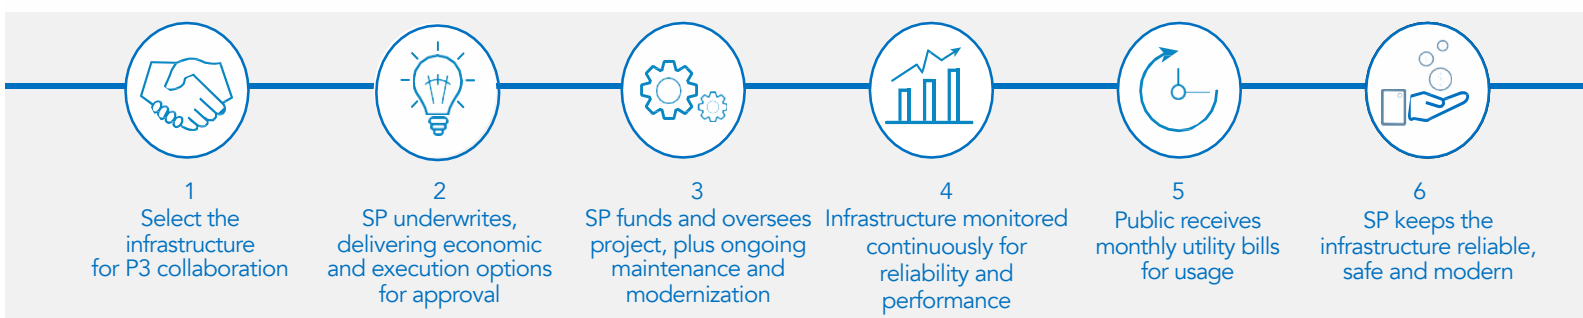 1
Select the
infrastructure
for P3 collaboration
2
SP underwrites,
delivering economic
and execution options
for approval
3
SP funds and oversees
project, plus ongoing
maintenance and
modernization
4
Infrastructure monitored
continuously for
reliability and
performance
5
Public receives
monthly utility bills
for usage
6
SP keeps the
infrastructure reliable,
safe and modern